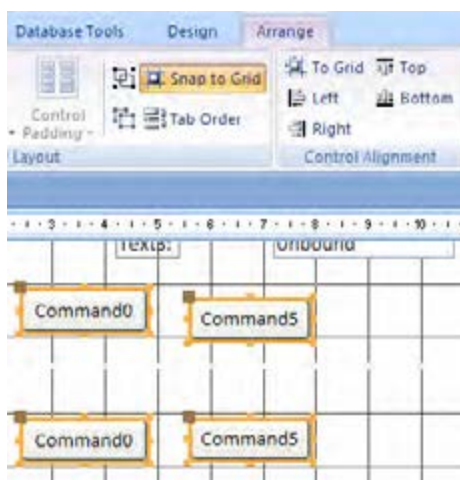 Database Tools Design Arrange
Snap to Grid To Grid Top
Control Padding Tab Order Left Bottom
Right
Layout Control Alignment
3 4 5 6 7 8 9 10
Unbound
Command0 Command5
Command0 Command5